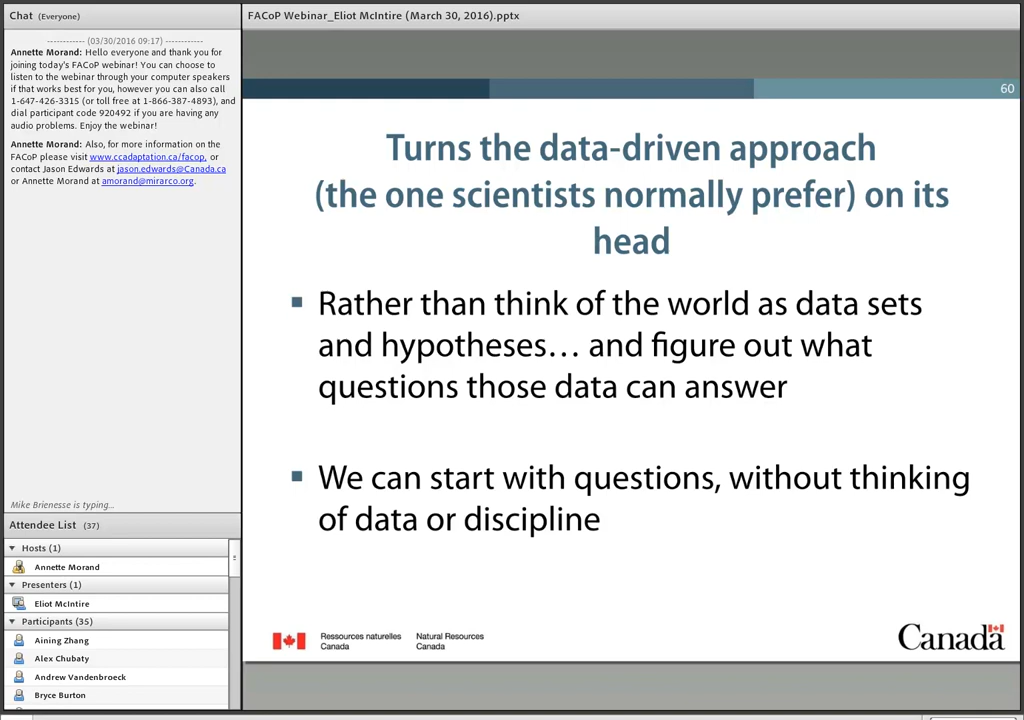 Chat (Everyone)
------------ (03/30/2016 09:17) ------------
Annette Morand: Hello everyone and thank you for
joining today's FACoP webinar! You can choose to
listen to the webinar through your computer speakers
if that works best for you, however you can also call
1-647-426-3315 (or toll free at 1-866-387-4893), and
dial participant code 920492 if you are having any
audio problems. Enjoy the webinar!
Annette Morand: Also, for more information on the
FACoP please visit www.ccadaptation.ca/facop, or
contact Jason Edwards at jason.edwards@Canada.ca
or Annette Morand at amorand@mirarco.org.
Mike Brienesse is typing...
Attendee List (37)
Hosts (1)
Annette Morand
Presenters (1)
Eliot McIntire
Participants (35)
Aining Zhang
Alex Chubaty
Andrew Vandenbroeck
Bryce Burton
FACoP Webinar_Eliot McIntire (March 30, 2016).pptx
60
Turns the data-driven approach
(the one scientists normally prefer) on its
head
Rather than think of the world as data sets
and hypotheses… and figure out what
questions those data can answer
We can start with questions, without thinking
of data or discipline
Ressources naturelles Natural Resources
Canada Canada
Canada